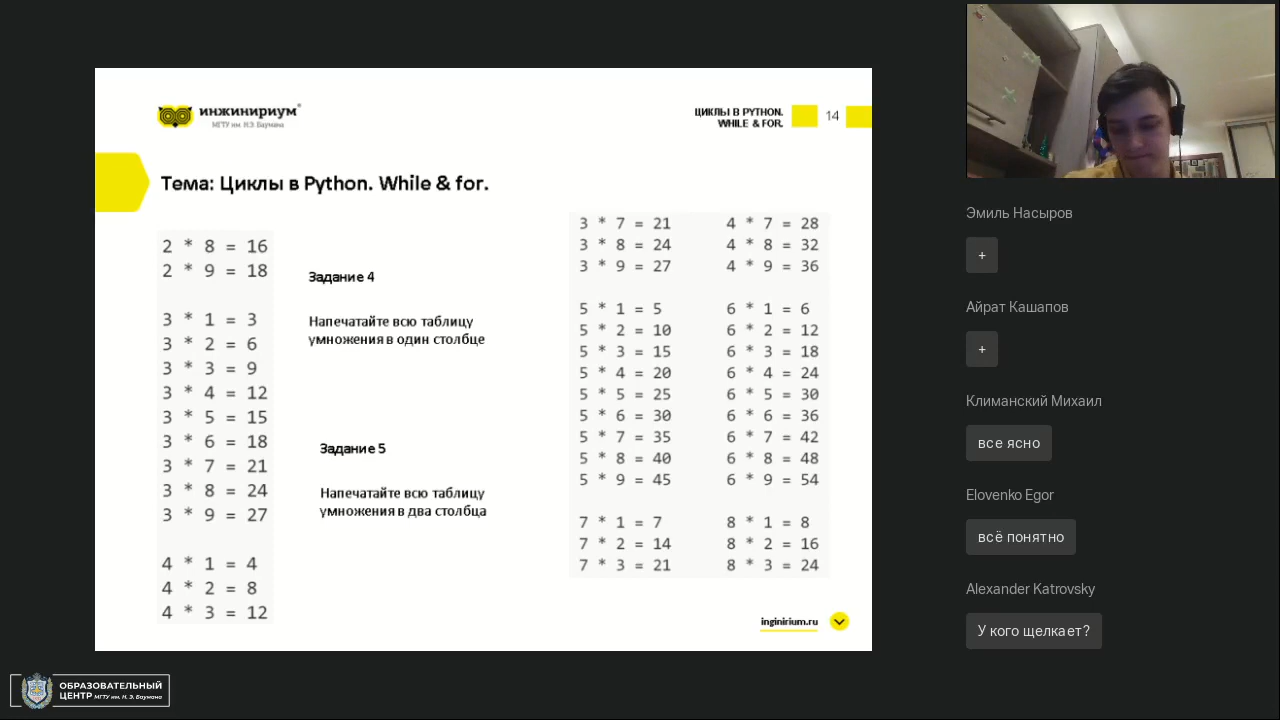 инжинириум®
МГТУ им. Н.Э. Баумана
ЦИКЛЫ В PYTHON.
WHILE & FOR.
14
Тема: Циклы в Python. While & for.
2 * 8 = 16
2 * 9 = 18
3 * 1 = 3
3 * 2 = 6
3 * 3 = 9
3 * 4 = 12
3 * 5 = 15
3 * 6 = 18
3 * 7 = 21
3 * 8 = 24
3 * 9 = 27
4 * 1 = 4
4 * 2 = 8
4 * 3 = 12
Задание 4
Напечатайте всю таблицу
умножения в один столбце
Задание 5
Напечатайте всю таблицу
умножения в два столбца
3 * 7 = 21 4 * 7 = 28
3 * 8 = 24 4 * 8 = 32
3 * 9 = 27 4 * 9 = 36
5 * 1 = 5 6 * 1 = 6
5 * 2 = 10 6 * 2 = 12
5 * 3 = 15 6 * 3 = 18
5 * 4 = 20 6 * 4 = 24
5 * 5 = 25 6 * 5 = 30
5 * 6 = 30 6 * 6 = 36
5 * 7 = 35 6 * 7 = 42
5 * 8 = 40 6 * 8 = 48
5 * 9 = 45 6 * 9 = 54
7 * 1 = 7 8 * 1 = 8
7 * 2 = 14 8 * 2 = 16
7 * 3 = 21 8 * 3 = 24
inginirium.ru
ОБРАЗОВАТЕЛЬНЫЙ
ЦЕНТР МГТУ им. Н. Э. Баумана
Эмиль Насыров
+
Айрат Кашапов
+
Климанский Михаил
все ясно
Elovenko Egor
всё понятно
Alexander Katrovsky
У кого щелкает?